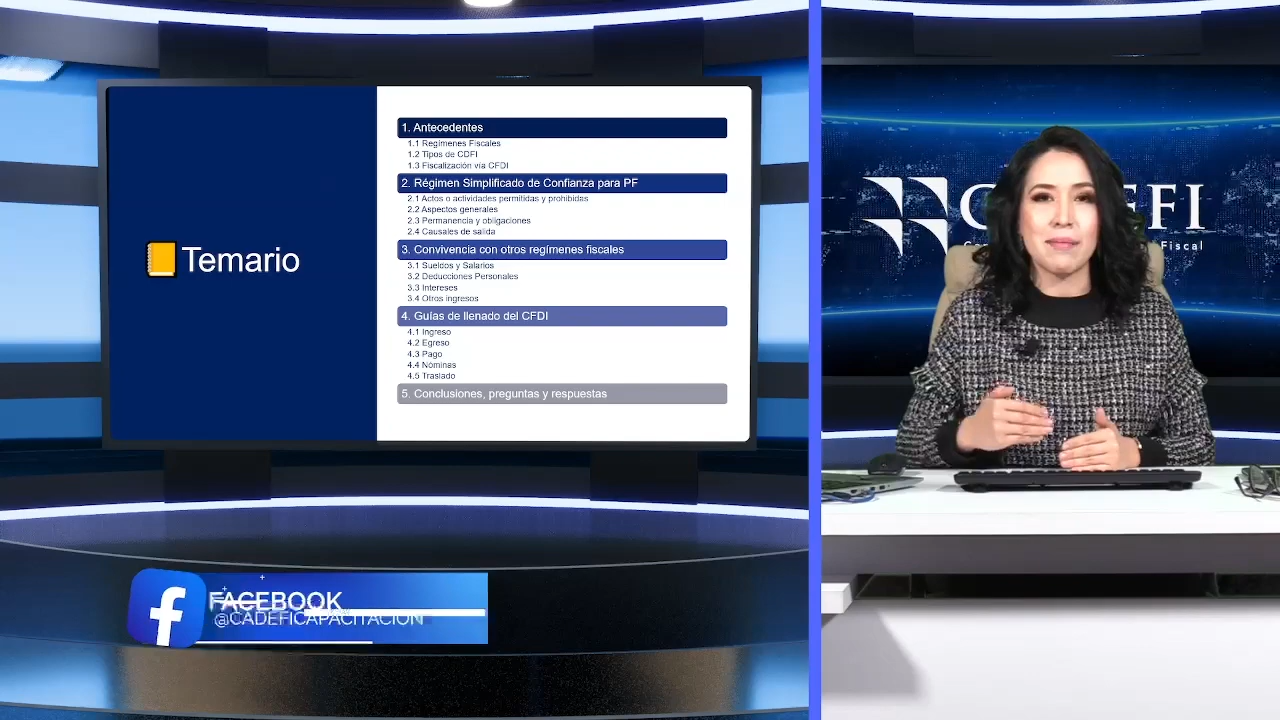 Temario
1. Antecedentes
1.1 Regímenes Fiscales
1.2 Tipos de CDFI
1.3 Fiscalización vía CFDI
2. Régimen Simplificado de Confianza para PF
2.1 Actos o actividades permitidas y prohibidas
2.2 Aspectos generales
2.3 Permanencia y obligaciones
2.4 Causales de salida
3. Convivencia con otros regímenes fiscales
3.1 Sueldos y Salarios
3.2 Deducciones Personales
3.3 Intereses
3.4 Otros ingresos
4. Guías de llenado del CFDI
4.1 Ingreso
4.2 Egreso
4.3 Pago
4.4 Nóminas
4.5 Traslado
5. Conclusiones, preguntas y respuestas
FACEBOOK
@CADEFICAPACITACION
Fiscal